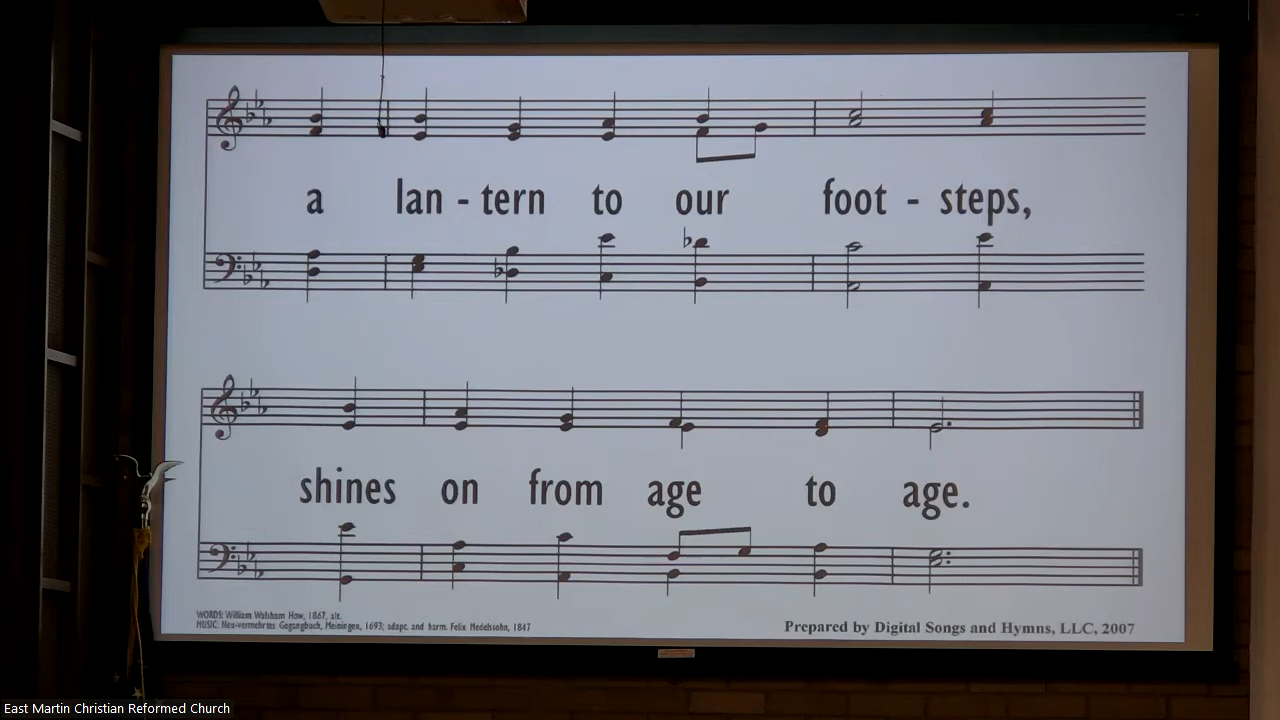 a lan - tern to our foot - steps,
shines on from age to age.
WORDS: William Walsham How, 1867, alt.
MUSIC: Neu-vermehrtes Gesangbuch, Meiningen, 1693; adapt. and harm. Felix Medelssohn, 1847
Prepared by Digital Songs and Hymns, LLC, 2007
East Martin Christian Reformed Church